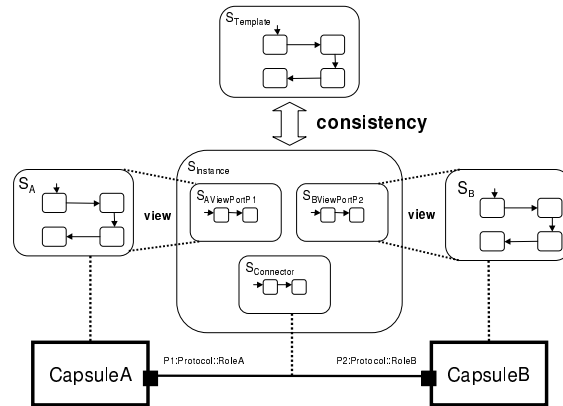 STemplate
consistency
SInstance
SA
SAViewPortP1
SBViewPortP2
SB
view
view
SConnector
P1:Protocol::RoleA
P2:Protocol::RoleB
CapsuleA
CapsuleB